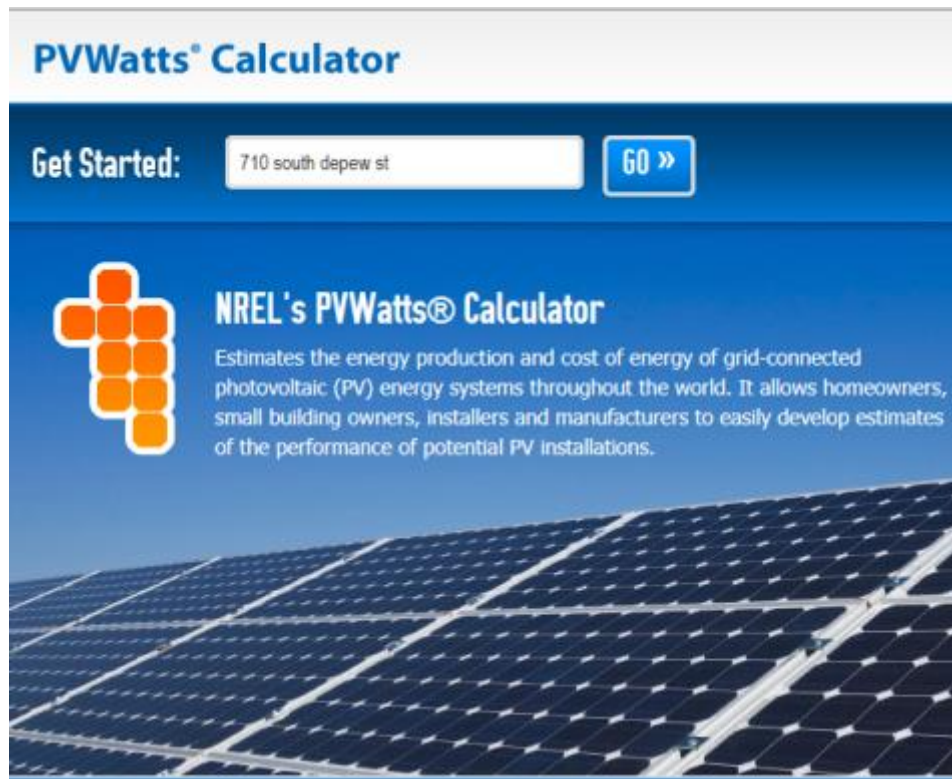 PVWatts® Calculator
Get Started:
710 south depew st
GO »
NREL's PVWatts® Calculator
Estimates the energy production and cost of energy of grid-connected
photovoltaic (PV) energy systems throughout the world. It allows homeowners,
small building owners, installers and manufacturers to easily develop estimates
of the performance of potential PV installations.